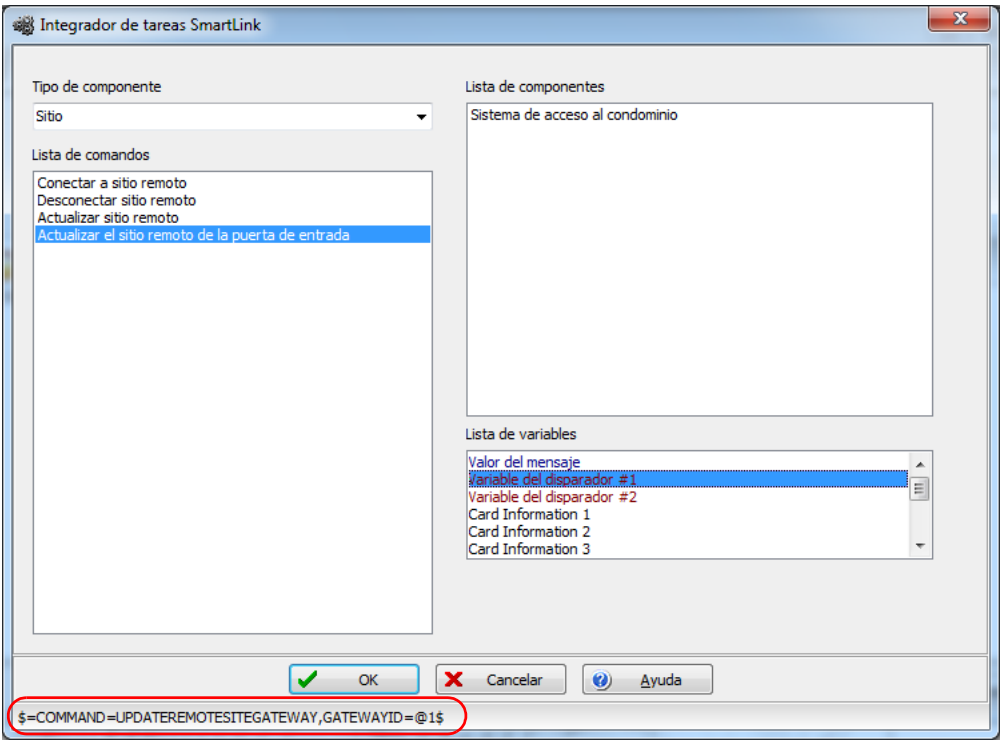 Integrador de tareas SmartLink
Tipo de componente
Sitio
Lista de comandos
Conectar a sitio remoto
Desconectar sitio remoto
Actualizar sitio remoto
Actualizar el sitio remoto de la puerta de entrada
Lista de componentes
Sistema de acceso al condominio
Lista de variables
Valor del mensaje
Variable del disparador #1
Variable del disparador #2
Card Information 1
Card Information 2
Card Information 3
OK
Cancelar
Ayuda
$=COMMAND=UPDATEREMOTESITEGATEWAY,GATEWAYID=@1$